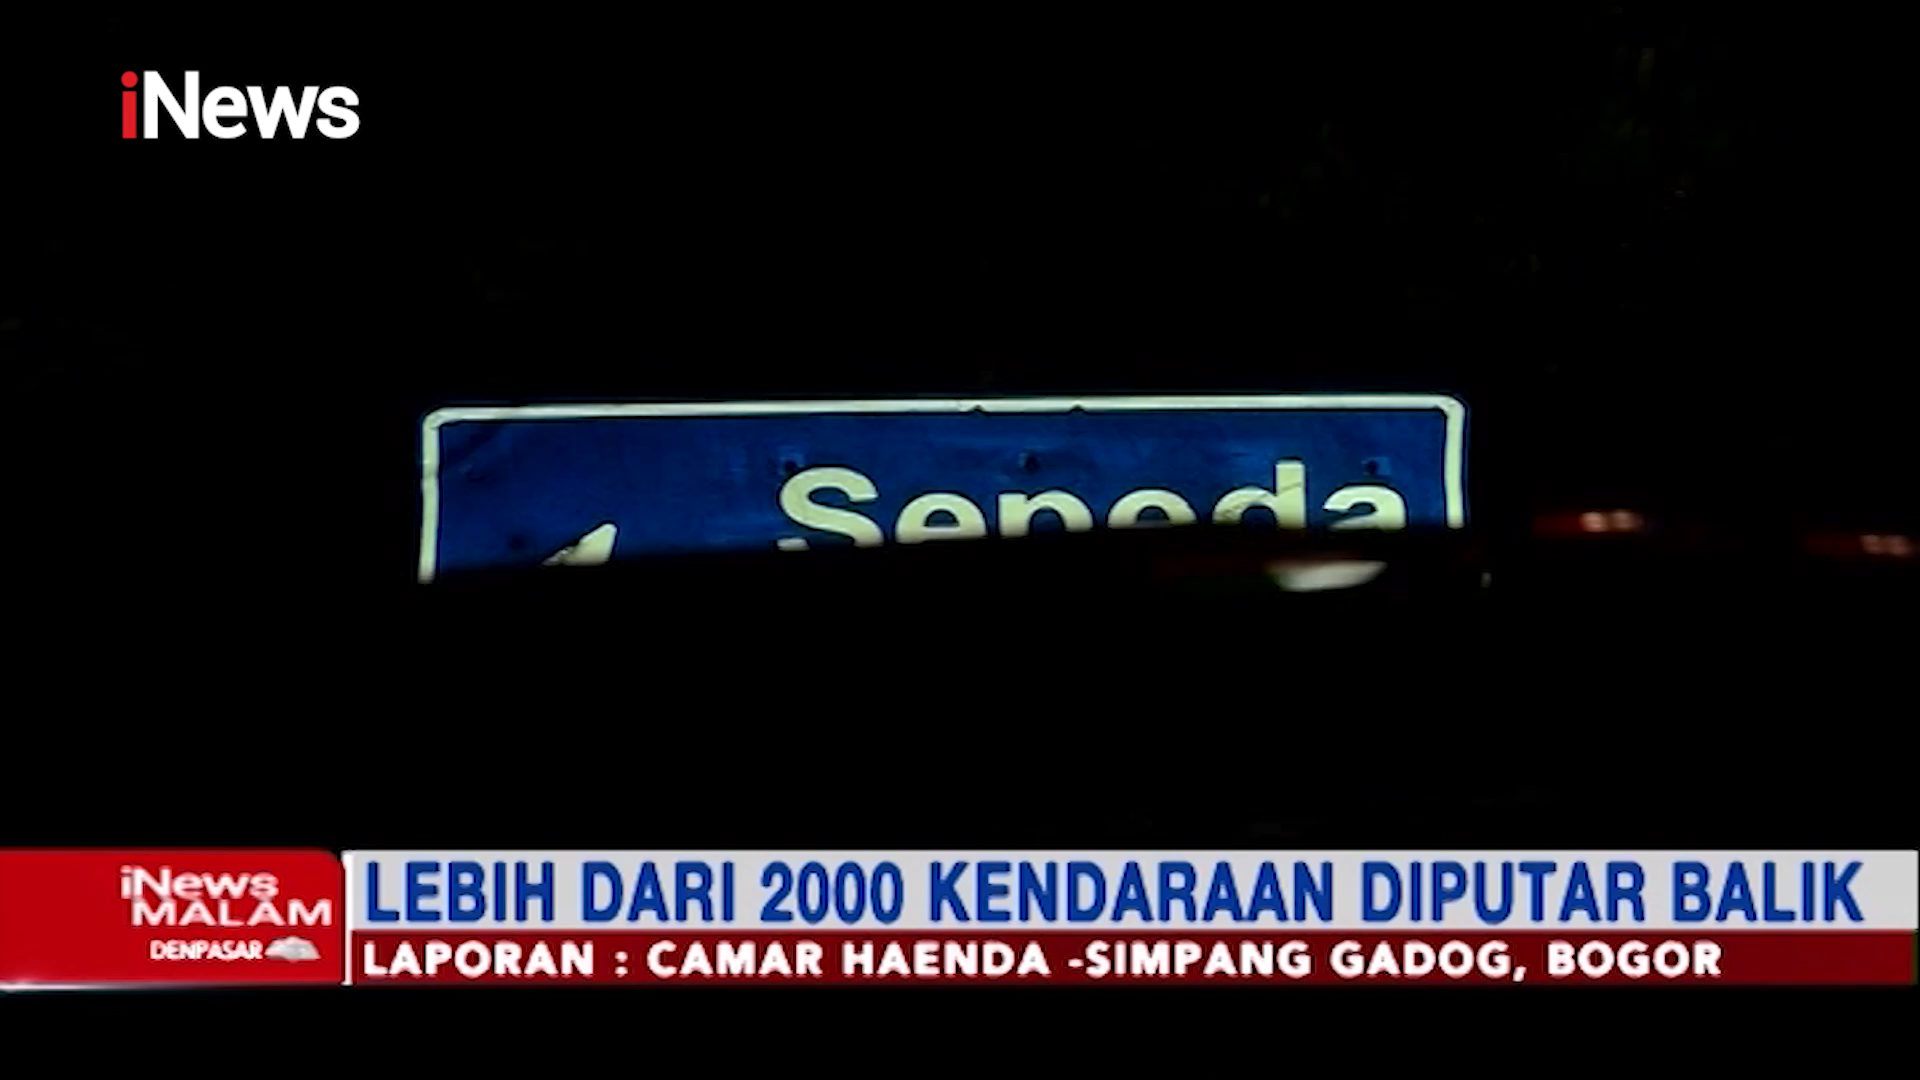 iNews
Sepeda
iNews
MALAM
DENPASAR
LEBIH DARI 2000 KENDARAAN DIPUTAR BALIK
LAPORAN : CAMAR HAENDA -SIMPANG GADOG, BOGOR